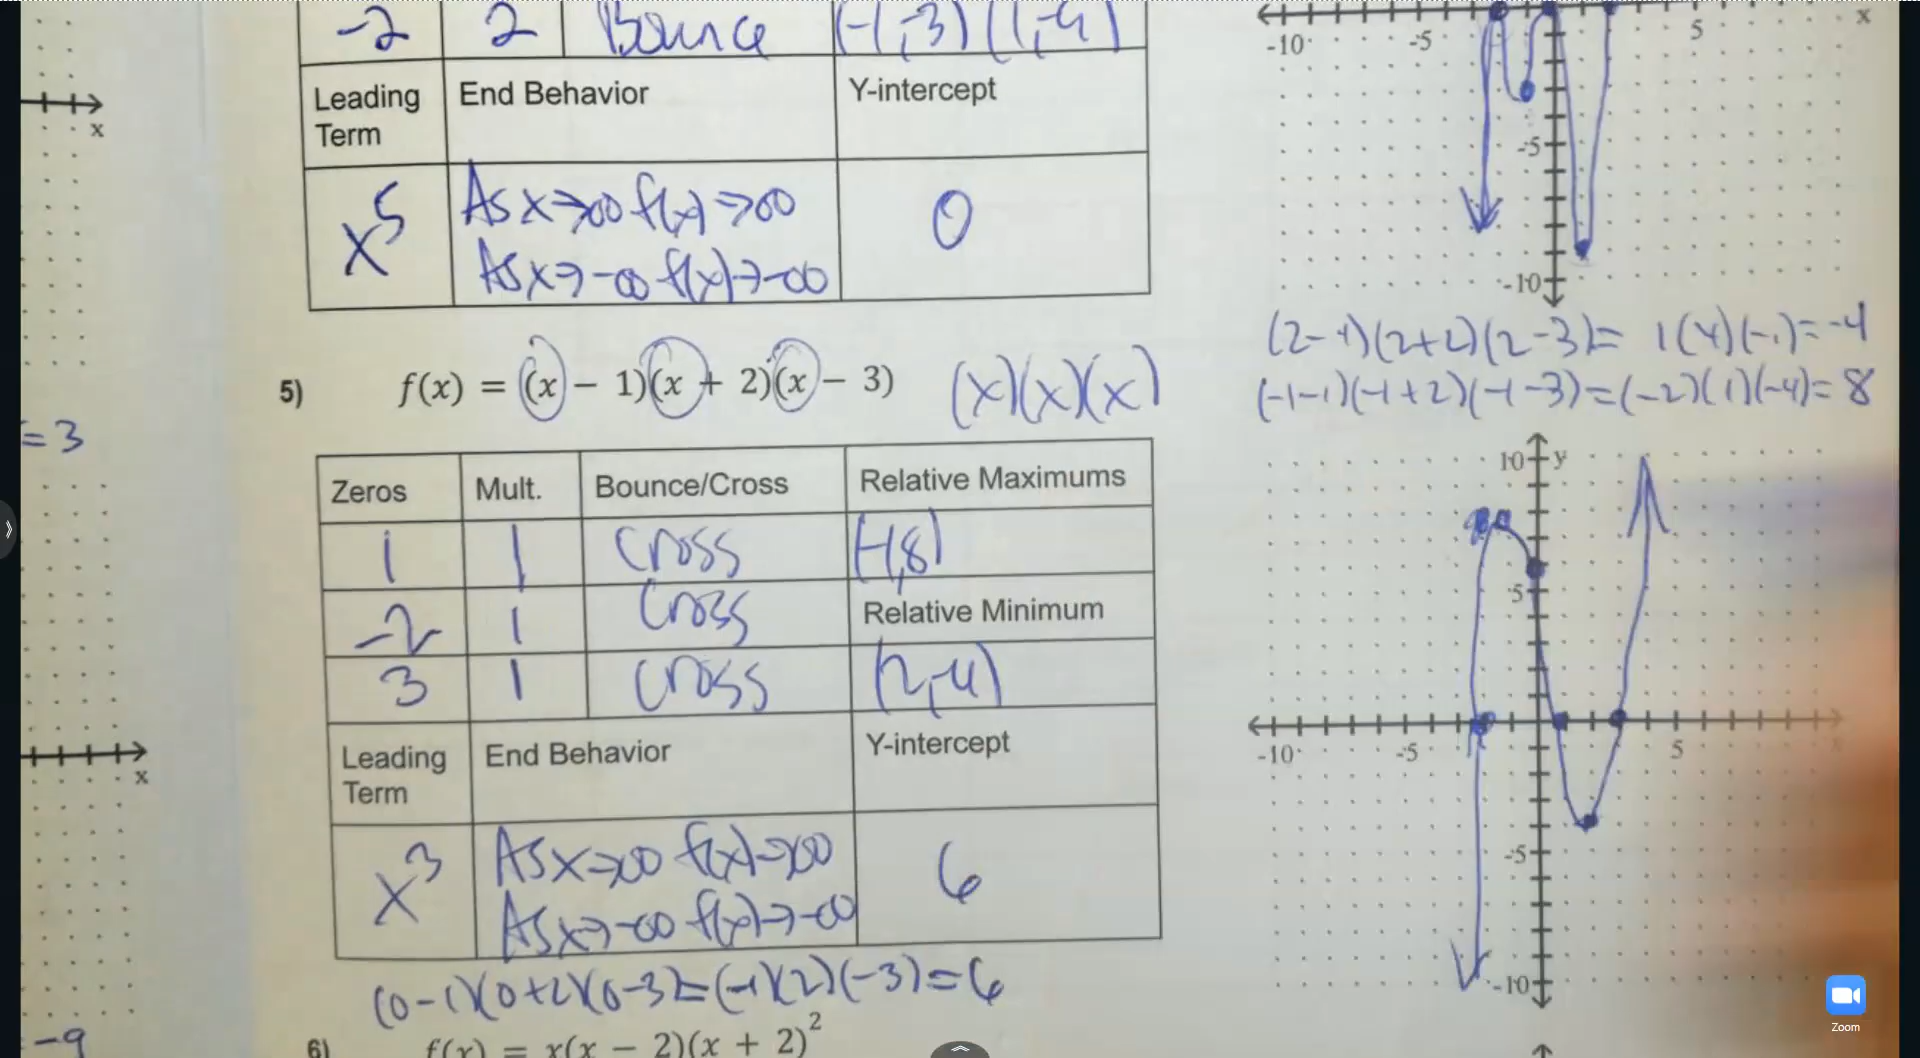 -2 2 Bounce (-1,-3) (1,-4)
-10 -5 5 x
Leading Term End Behavior Y-intercept
x
-5
x⁵ As x→∞ f(x)→∞ 0
As x→-∞ f(x)→-∞
-10
(2-1)(2+2)(2-3)= 1(4)(-1)=-4
5) f(x) = (x − 1)(x + 2)(x − 3) (x)(x)(x)
(-1-1)(-1+2)(-1-3)=(-2)(1)(-4)=8
=3
10 y
Zeros Mult. Bounce/Cross Relative Maximums
1 1 Cross (-1,8)
5
-2 1 Cross Relative Minimum
3 1 Cross (2,-4)
-10 -5 5
x
Leading Term End Behavior Y-intercept
-5
x³ As x→∞ f(x)→∞ 6
As x→-∞ f(x)→-∞
-10
(0-1)(0+2)(0-3)=(-1)(2)(-3)=6
-9
6) f(x) = x(x − 2)(x + 2)²
Zoom